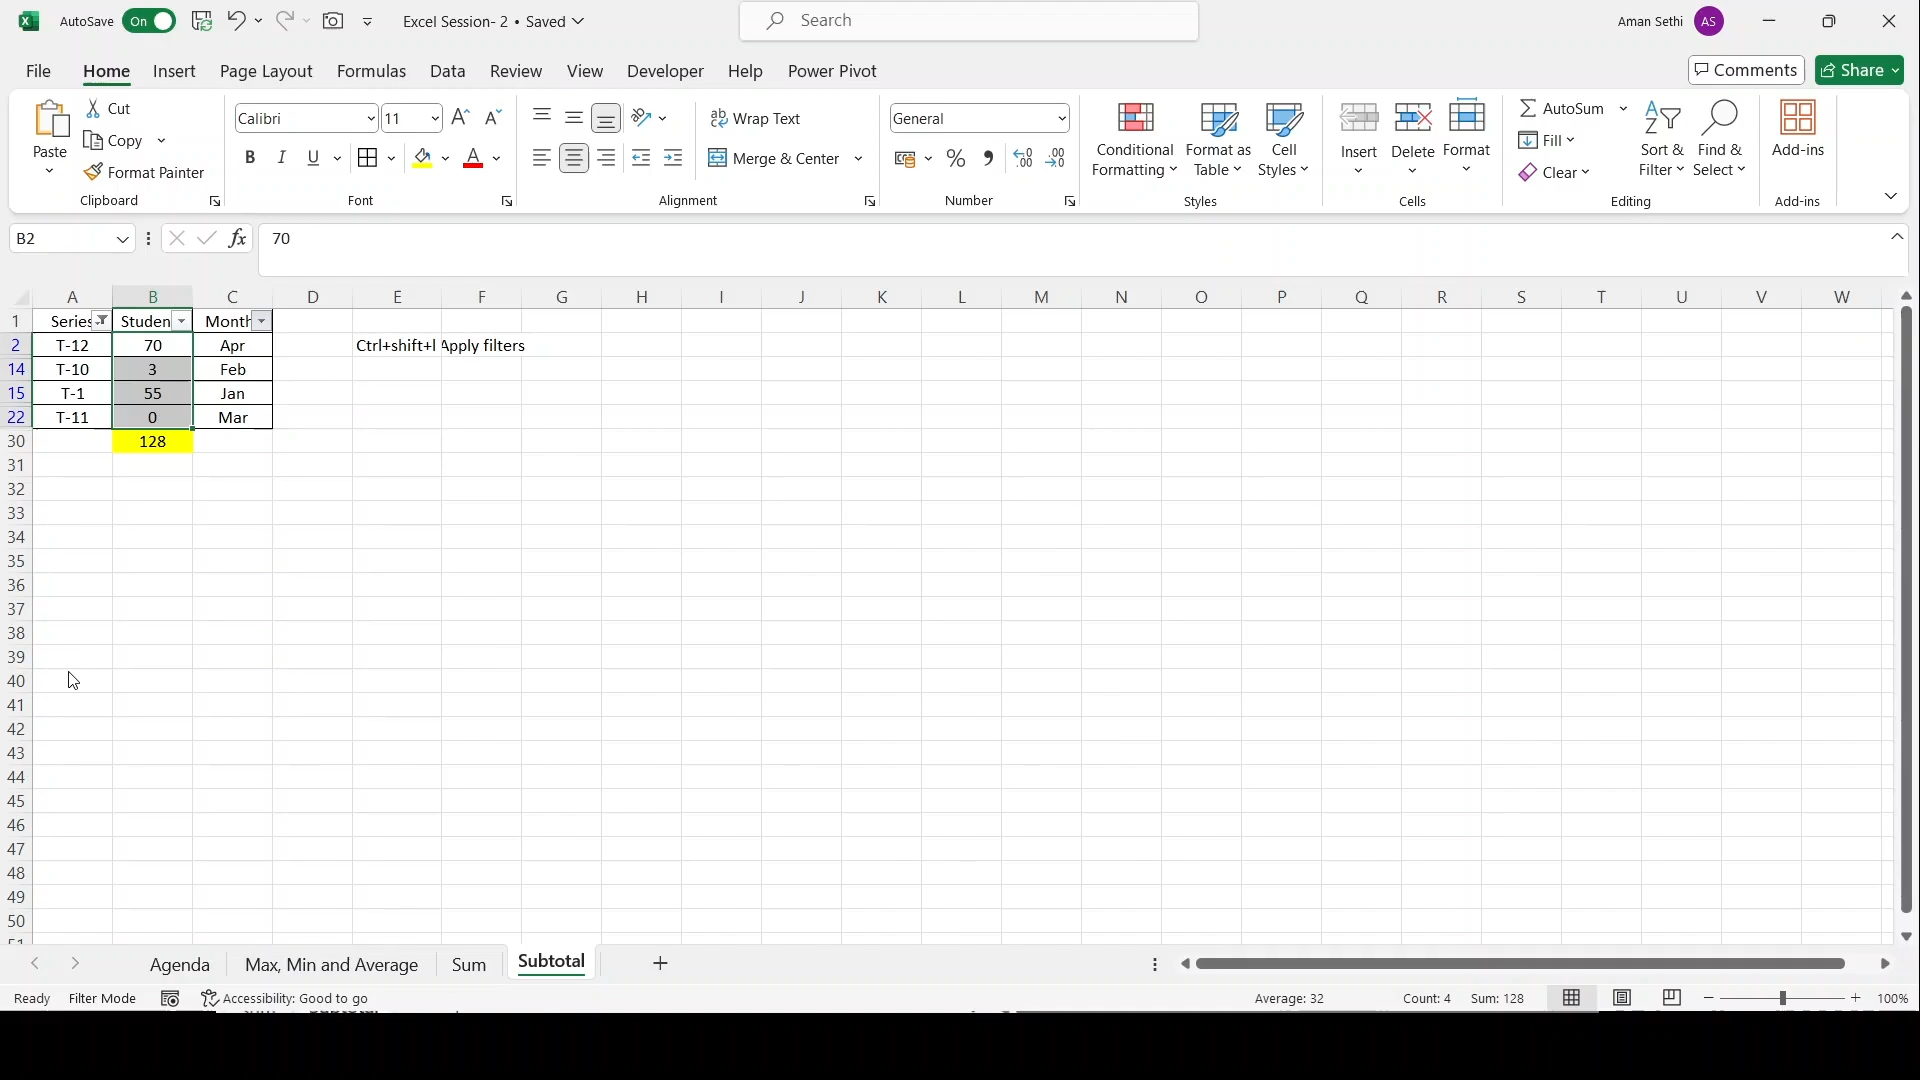 AutoSave On Excel Session- 2 • Saved Search Aman Sethi AS
File Home Insert Page Layout Formulas Data Review View Developer Help Power Pivot Comments Share
Paste
Cut
Copy
Format Painter
Clipboard
Calibri 11
B I U
Font
ab Wrap Text
Merge & Center
Alignment
General
Number
Conditional Formatting
Format as Table
Cell Styles
Styles
Insert Delete Format
Cells
AutoSum
Fill
Clear
Sort & Filter
Find & Select
Editing
Add-ins
Add-ins
B2 fx 70
A B C D E F G H I J K L M N O P Q R S T U V W
1 Series Studen Month
2 T-12 70 Apr Ctrl+shift+l Apply filters
14 T-10 3 Feb
15 T-1 55 Jan
22 T-11 0 Mar
30 128
31
32
33
34
35
36
37
38
39
40
41
42
43
44
45
46
47
48
49
50
Agenda Max, Min and Average Sum Subtotal
Ready Filter Mode Accessibility: Good to go Average: 32 Count: 4 Sum: 128 100%